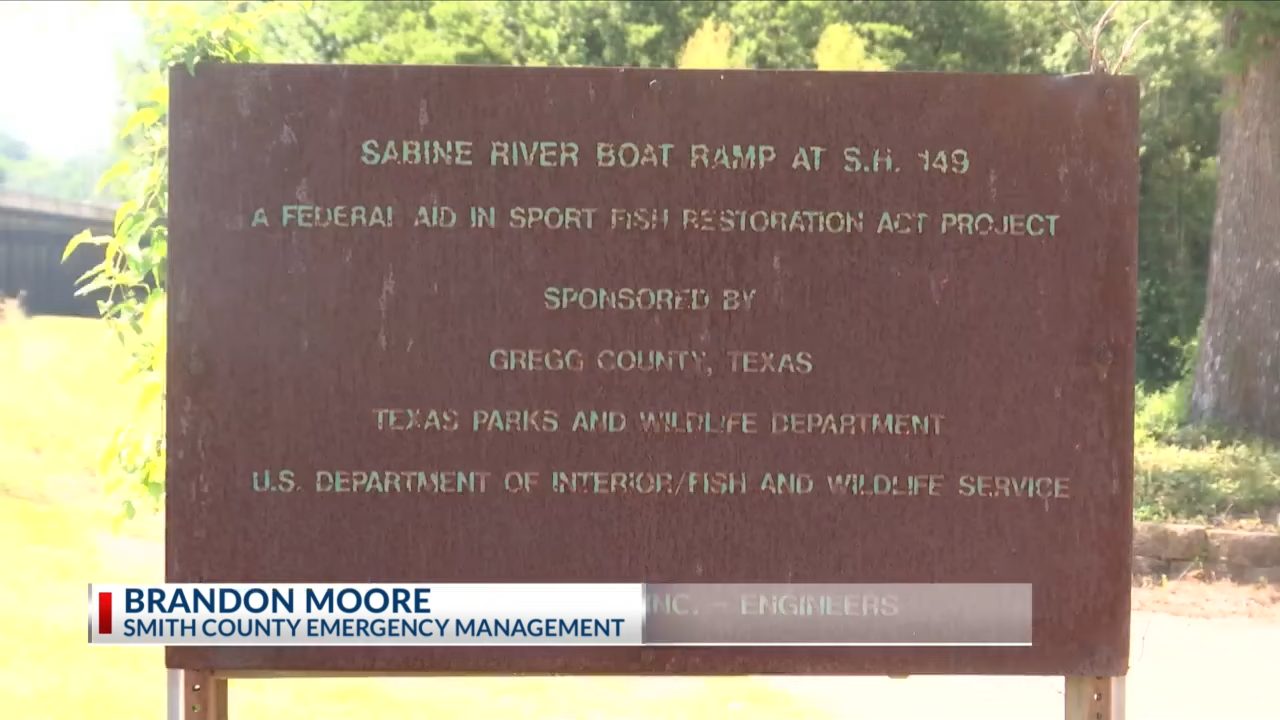 SABINE RIVER BOAT RAMP AT S.H. 149
A FEDERAL AID IN SPORT FISH RESTORATION ACT PROJECT
SPONSORED BY
GREGG COUNTY, TEXAS
TEXAS PARKS AND WILDLIFE DEPARTMENT
U.S. DEPARTMENT OF INTERIOR/FISH AND WILDLIFE SERVICE
INC. - ENGINEERS
BRANDON MOORE
SMITH COUNTY EMERGENCY MANAGEMENT